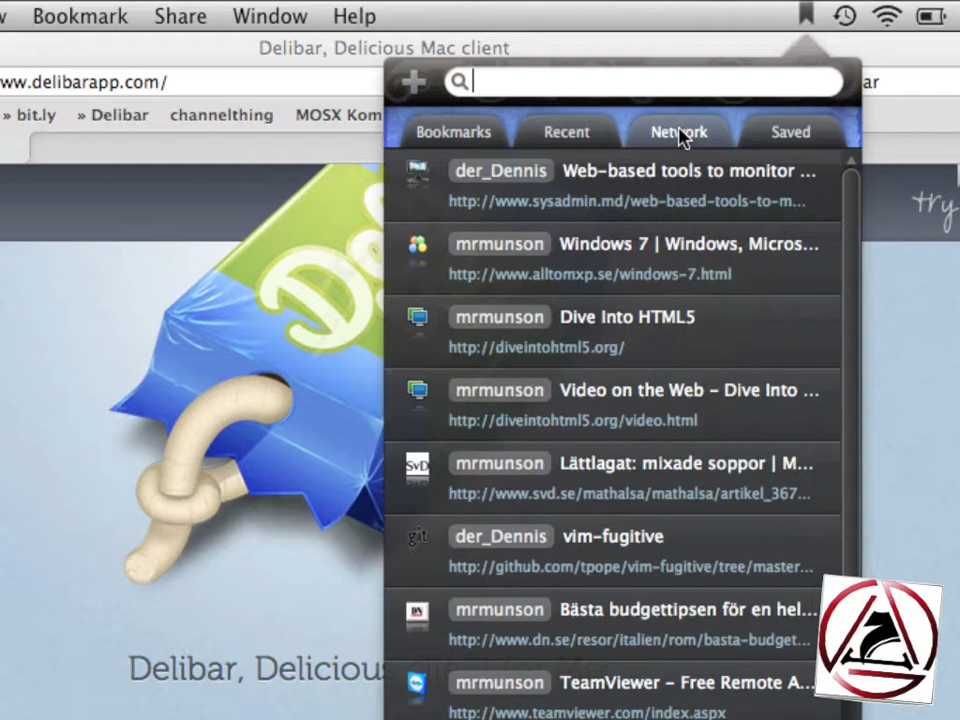 Bookmark Share Window Help
Delibar, Delicious Mac client
ww.delibarapp.com/
ar
» bit.ly » Delibar channelthing MOSX Kom
Bookmarks Recent Network Saved
der_Dennis Web-based tools to monitor ...
http://www.sysadmin.md/web-based-tools-to-m...
try
mrmunson Windows 7 | Windows, Micros...
http://www.alltomxp.se/windows-7.html
mrmunson Dive Into HTML5
http://diveintohtml5.org/
mrmunson Video on the Web - Dive Into ...
http://diveintohtml5.org/video.html
SvD mrmunson Lättlagat: mixade soppor | M...
http://www.svd.se/mathalsa/mathalsa/artikel_367...
git der_Dennis vim-fugitive
http://github.com/tpope/vim-fugitive/tree/master...
DN mrmunson Bästa budgettipsen för en hel...
http://www.dn.se/resor/italien/rom/basta-budget...
Delibar, Delicious
mrmunson TeamViewer - Free Remote A...
http://www.teamviewer.com/index.aspx